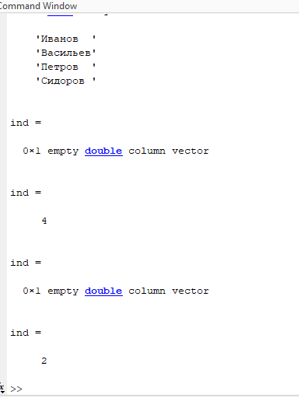 Command Window
'Иванов  '
'Васильев'
'Петров  '
'Сидоров '
ind =
0×1 empty double column vector
ind =
4
ind =
0×1 empty double column vector
ind =
2
>>